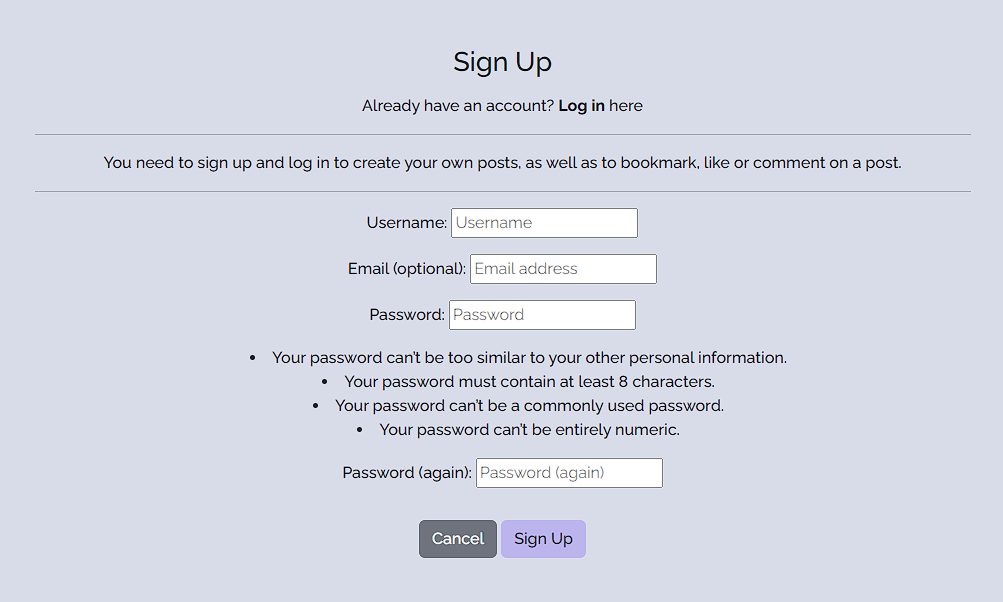 Sign Up
Already have an account? Log in here
You need to sign up and log in to create your own posts, as well as to bookmark, like or comment on a post.
Username: Username
Email (optional): Email address
Password: Password
• Your password can't be too similar to your other personal information.
• Your password must contain at least 8 characters.
• Your password can't be a commonly used password.
• Your password can't be entirely numeric.
Password (again): Password (again)
Cancel Sign Up